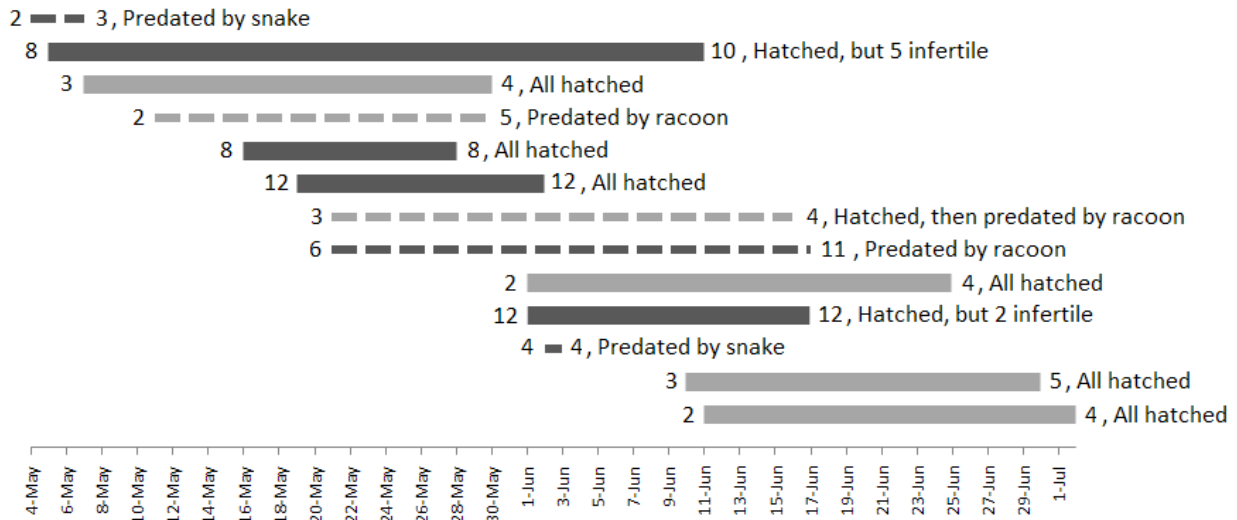 2 3, Predated by snake
8 10 , Hatched, but 5 infertile
3 4, All hatched
2 5, Predated by racoon
8 8, All hatched
12 12, All hatched
3 4, Hatched, then predated by racoon
6 11, Predated by racoon
2 4, All hatched
12 12, Hatched, but 2 infertile
4 4, Predated by snake
3 5, All hatched
2 4, All hatched
4-May 6-May 8-May 10-May 12-May 14-May 16-May 18-May 20-May 22-May 24-May 26-May 28-May 30-May 1-Jun 3-Jun 5-Jun 7-Jun 9-Jun 11-Jun 13-Jun 15-Jun 17-Jun 19-Jun 21-Jun 23-Jun 25-Jun 27-Jun 29-Jun 1-Jul